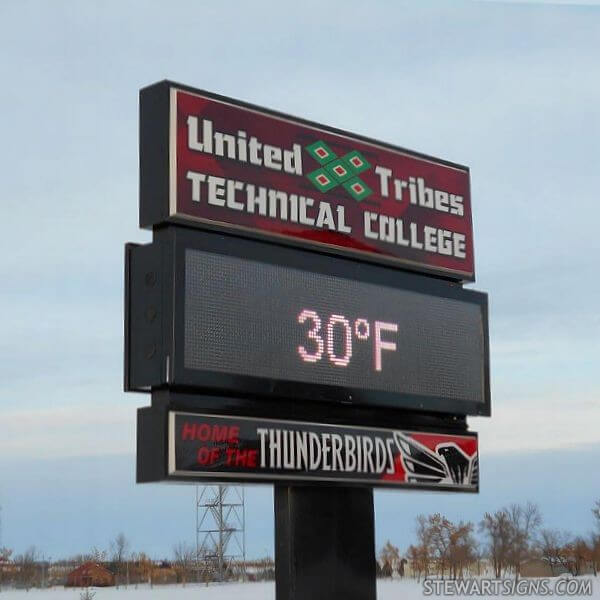 United Tribes
TECHNICAL COLLEGE
30°F
HOME
OF THE THUNDERBIRDS
STEWARTSIGNS.COM